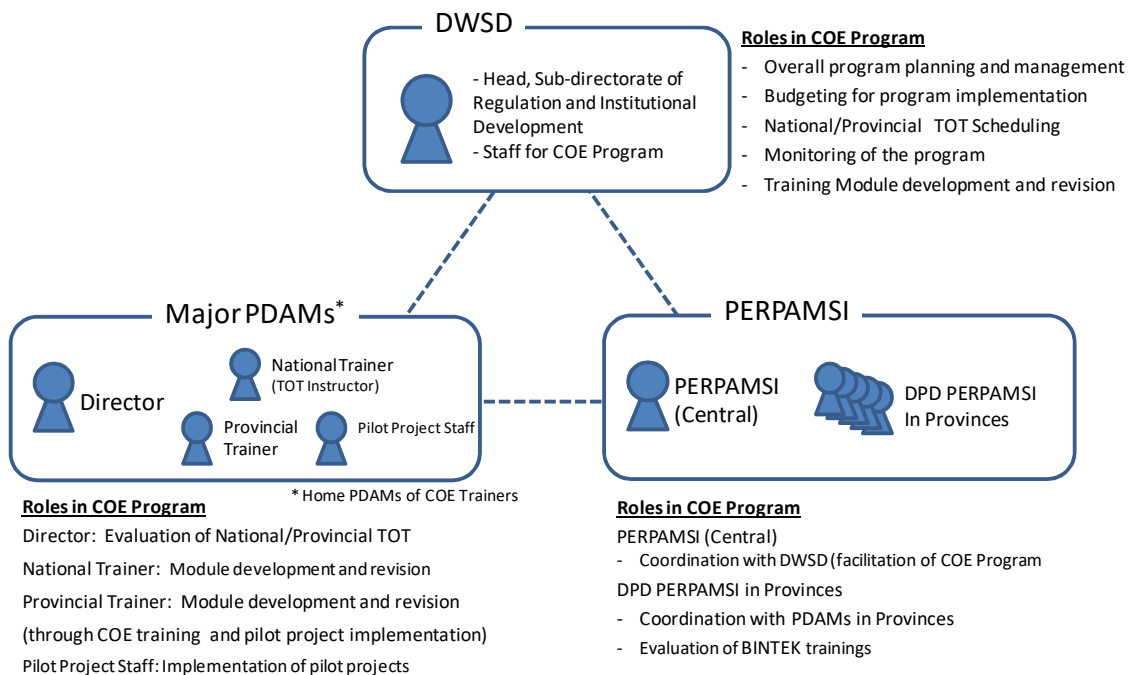 DWSD
- Head, Sub-directorate of
Regulation and Institutional
Development
- Staff for COE Program
Roles in COE Program
- Overall program planning and management
- Budgeting for program implementation
- National/Provincial TOT Scheduling
- Monitoring of the program
- Training Module development and revision
Major PDAMs*
Director
National Trainer
(TOT Instructor)
Provincial
Trainer
Pilot Project Staff
* Home PDAMs of COE Trainers
Roles in COE Program
Director: Evaluation of National/Provincial TOT
National Trainer: Module development and revision
Provincial Trainer: Module development and revision
(through COE training and pilot project implementation)
Pilot Project Staff: Implementation of pilot projects
PERPAMSI
PERPAMSI
(Central)
DPD PERPAMSI
In Provinces
Roles in COE Program
PERPAMSI (Central)
- Coordination with DWSD (facilitation of COE Program
DPD PERPAMSI in Provinces
- Coordination with PDAMs in Provinces
- Evaluation of BINTEK trainings